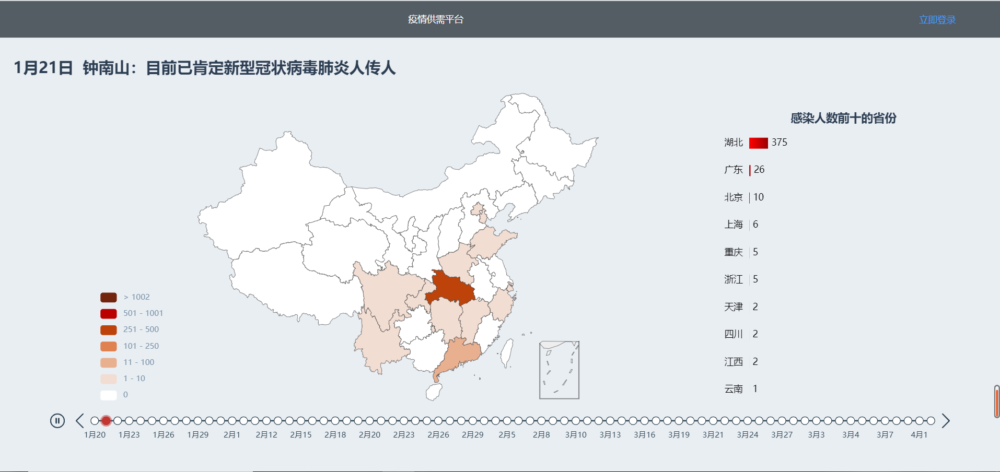 疫情供需平台
立即登录
1月21日 钟南山：目前已肯定新型冠状病毒肺炎人传人
感染人数前十的省份
湖北 375
广东 26
北京 10
上海 6
重庆 5
浙江 5
天津 2
四川 2
江西 2
云南 1
> 1002
501 - 1001
251 - 500
101 - 250
11 - 100
1 - 10
0
1月20 1月23 1月26 1月29 2月1 2月12 2月15 2月18 2月20 2月23 2月26 2月29 2月5 2月8 3月10 3月13 3月16 3月19 3月21 3月24 3月27 3月3 3月4 3月7 4月1